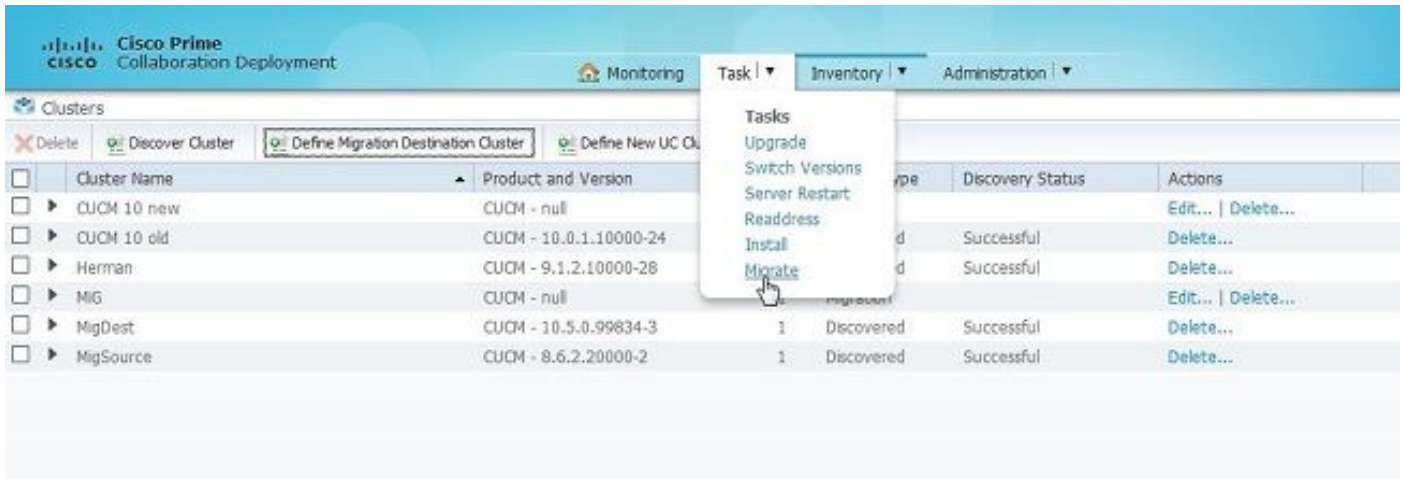 Cisco Prime
CISCO Collaboration Deployment
Monitoring Task Inventory Administration
Clusters
Delete Discover Cluster Define Migration Destination Cluster Define New UC
Tasks
Upgrade
Switch Versions
Server Restart
Readdress
Install
Migrate
Cluster Name Product and Version Discovery Status Actions
CUCM 10 new CUCM - null Edit... | Delete...
CUCM 10 old CUCM - 10.0.1.10000-24 Successful Delete...
Herman CUCM - 9.1.2.10000-28 Successful Delete...
MiG CUCM - null Migration Edit... | Delete...
MigDest CUCM - 10.5.0.99834-3 1 Discovered Successful Delete...
MigSource CUCM - 8.6.2.20000-2 1 Discovered Successful Delete...